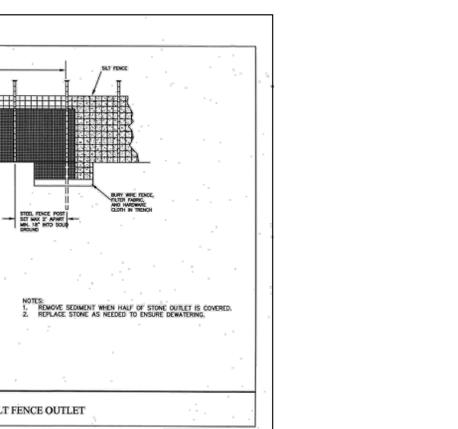 SILT FENCE
BURY WIRE FENCE,
FILTER FABRIC,
AND HARDWARE
CLOTH IN TRENCH
STEEL FENCE POST
SET MAX 2' APART
MIN. 18" INTO SOLID
GROUND
NOTES:
1. REMOVE SEDIMENT WHEN HALF OF STONE OUTLET IS COVERED.
2. REPLACE STONE AS NEEDED TO ENSURE DEWATERING.
LT FENCE OUTLET